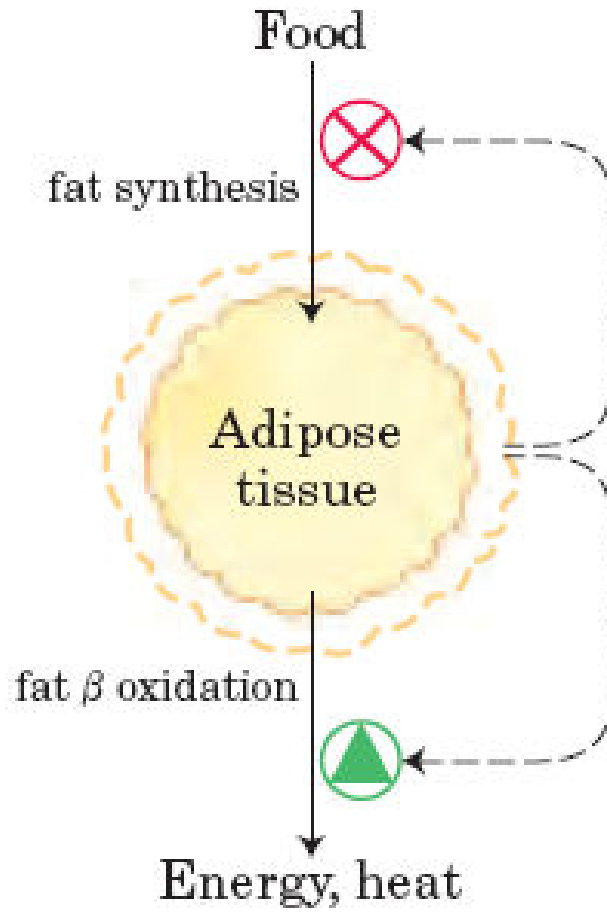 Food
fat synthesis
Adipose
tissue
fat β oxidation
Energy, heat